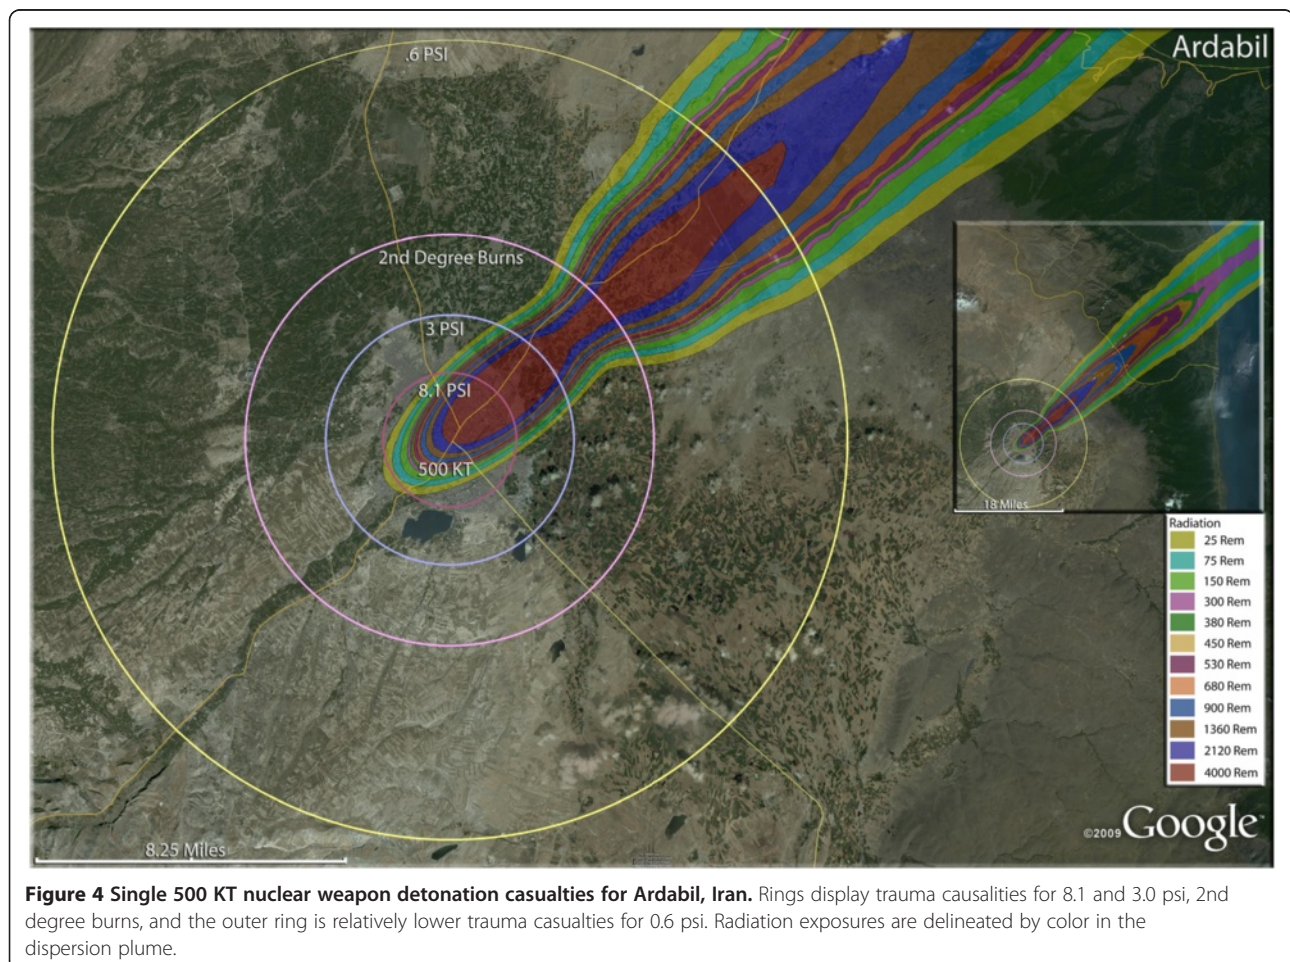 Ardabil
.6 PSI
2nd Degree Burns
3 PSI
8.1 PSI
500 KT
18 Miles
Radiation
25 Rem
75 Rem
150 Rem
300 Rem
380 Rem
450 Rem
530 Rem
680 Rem
900 Rem
1360 Rem
2120 Rem
4000 Rem
©2009 Google™
8.25 Miles
Figure 4 Single 500 KT nuclear weapon detonation casualties for Ardabil, Iran. Rings display trauma causalities for 8.1 and 3.0 psi, 2nd
degree burns, and the outer ring is relatively lower trauma casualties for 0.6 psi. Radiation exposures are delineated by color in the
dispersion plume.